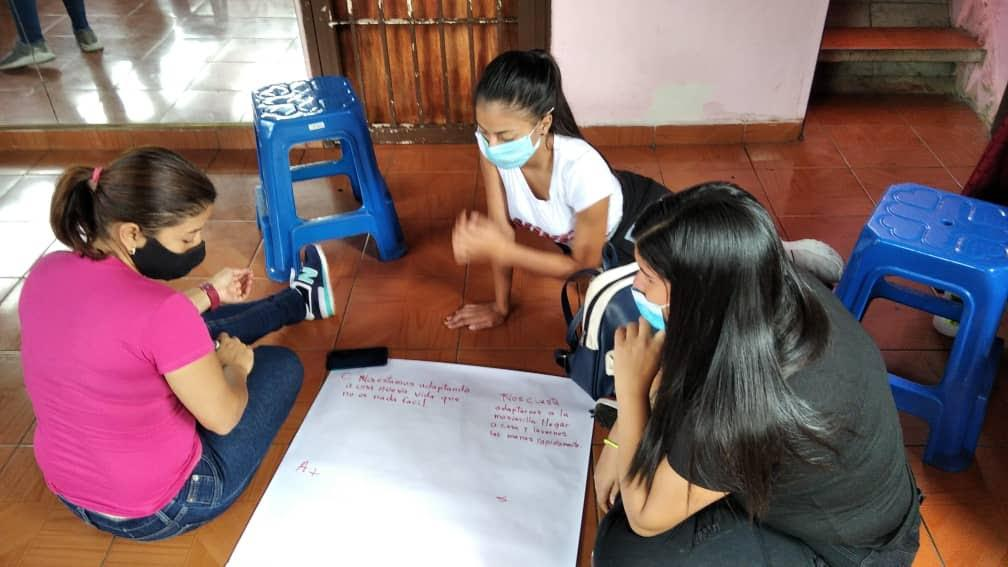 C. Nos estamos adaptando
a una nueva vida que
no es nada facil
Nos cuesta
adaptarnos a la
mascarilla llegar
a casa y lavarnos
las manos rapidamente
A+
s
N